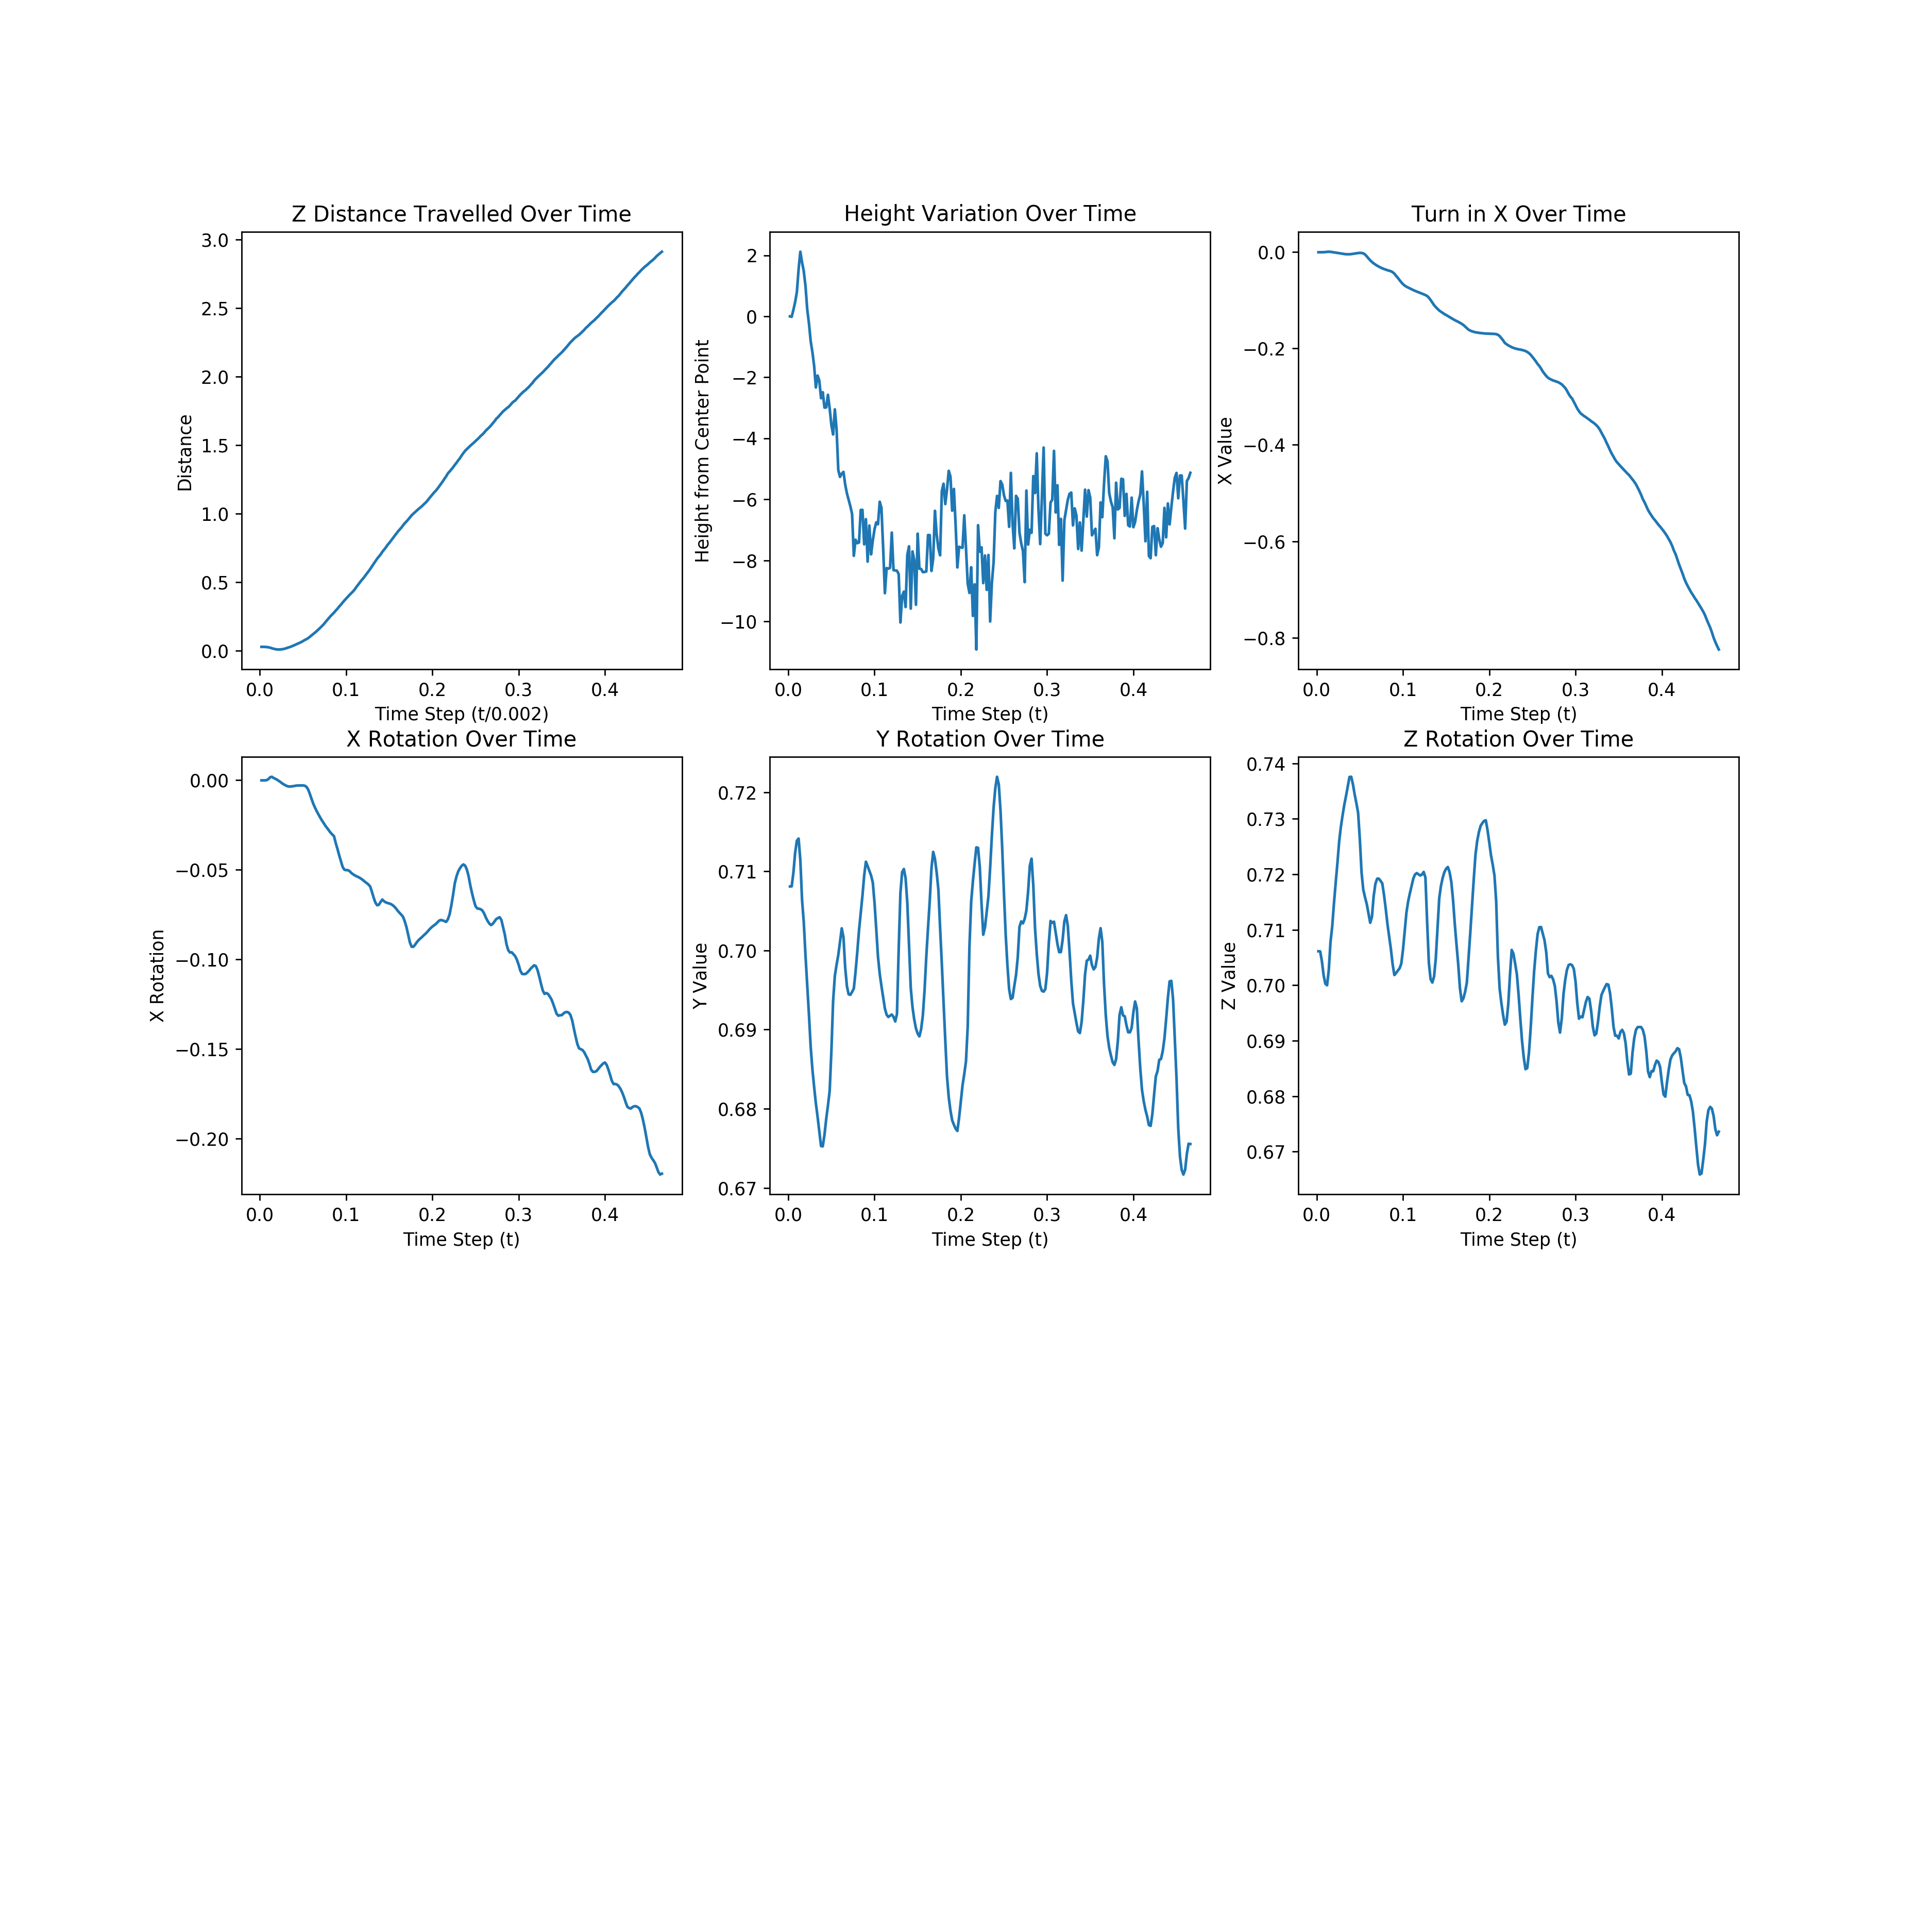 Z Distance Travelled Over Time
3.0
2.5
2.0
1.5
1.0
0.5
0.0
Distance
0.0 0.1 0.2 0.3 0.4
Time Step (t/0.002)
Height Variation Over Time
2
0
−2
−4
−6
−8
−10
Height from Center Point
0.0 0.1 0.2 0.3 0.4
Time Step (t)
Turn in X Over Time
0.0
−0.2
−0.4
−0.6
−0.8
X Value
0.0 0.1 0.2 0.3 0.4
Time Step (t)
X Rotation Over Time
0.00
−0.05
−0.10
−0.15
−0.20
X Rotation
0.0 0.1 0.2 0.3 0.4
Time Step (t)
Y Rotation Over Time
0.72
0.71
0.70
0.69
0.68
0.67
Y Value
0.0 0.1 0.2 0.3 0.4
Time Step (t)
Z Rotation Over Time
0.74
0.73
0.72
0.71
0.70
0.69
0.68
0.67
Z Value
0.0 0.1 0.2 0.3 0.4
Time Step (t)